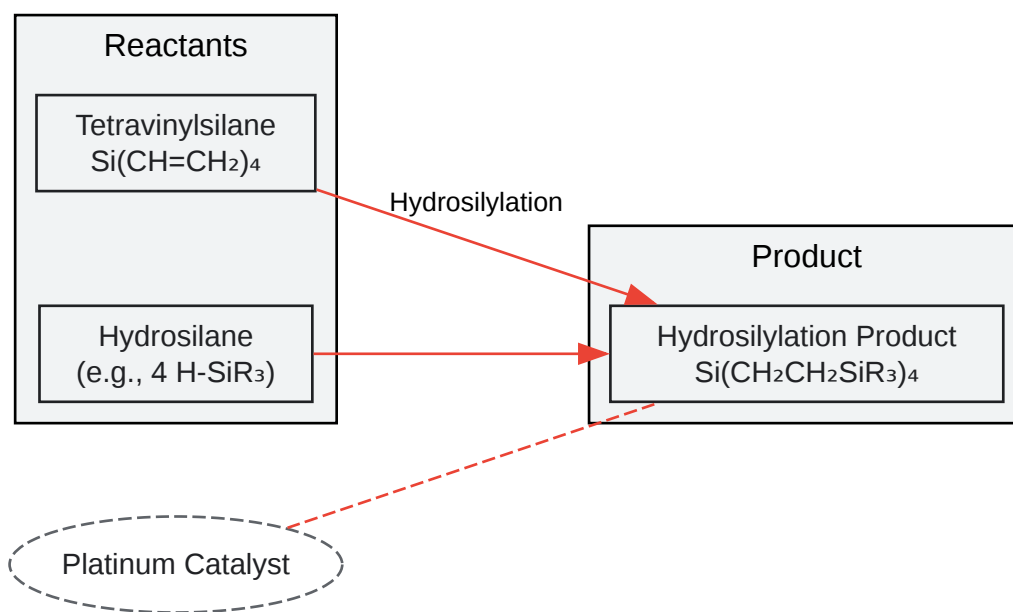 Reactants
Tetravinylsilane
Si(CH=CH₂)₄
Hydrosilylation
Product
Hydrosilane
(e.g., 4 H-SiR₃)
Hydrosilylation Product
Si(CH₂CH₂SiR₃)₄
Platinum Catalyst